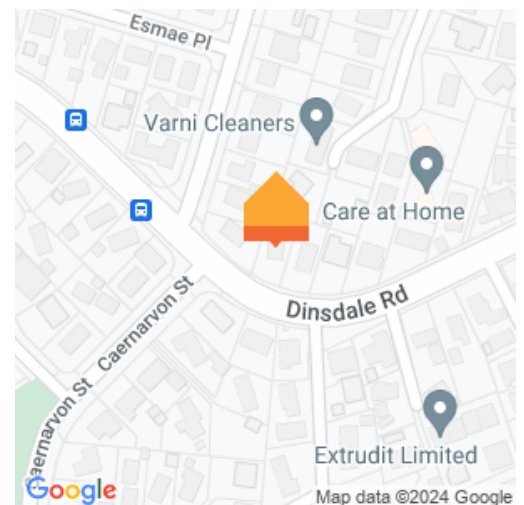 Esmae Pl
Varni Cleaners
Care at Home
Dinsdale Rd
Caernarvon St
Caernarvon St
Extrudit Limited
Google
Map data ©2024 Google